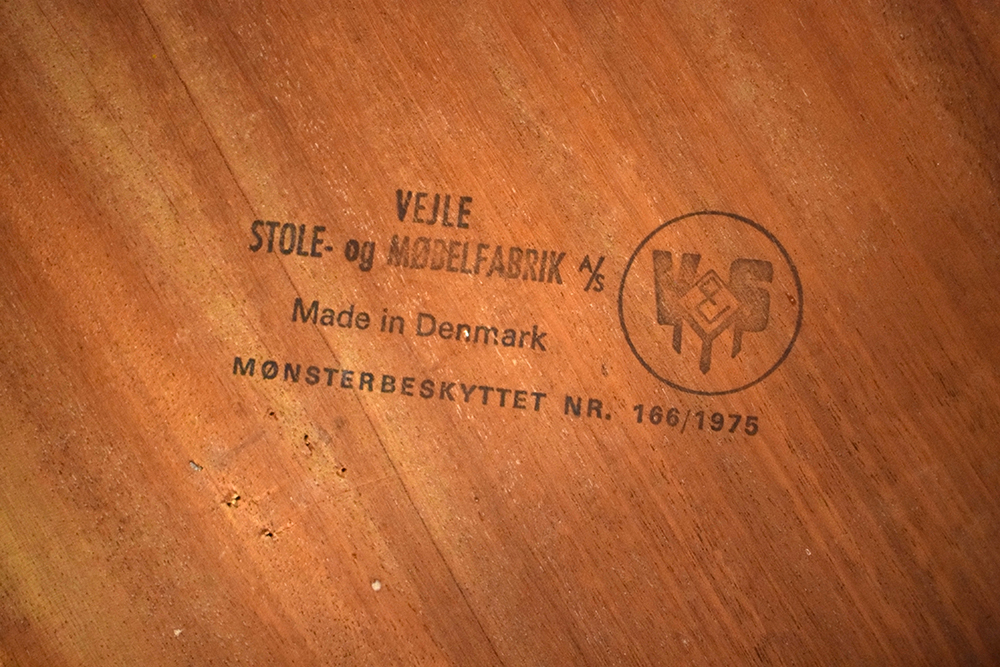 VEJLE
STOLE- og MØBELFABRIK A/S
Made in Denmark
MØNSTERBESKYTTET NR. 166/1975